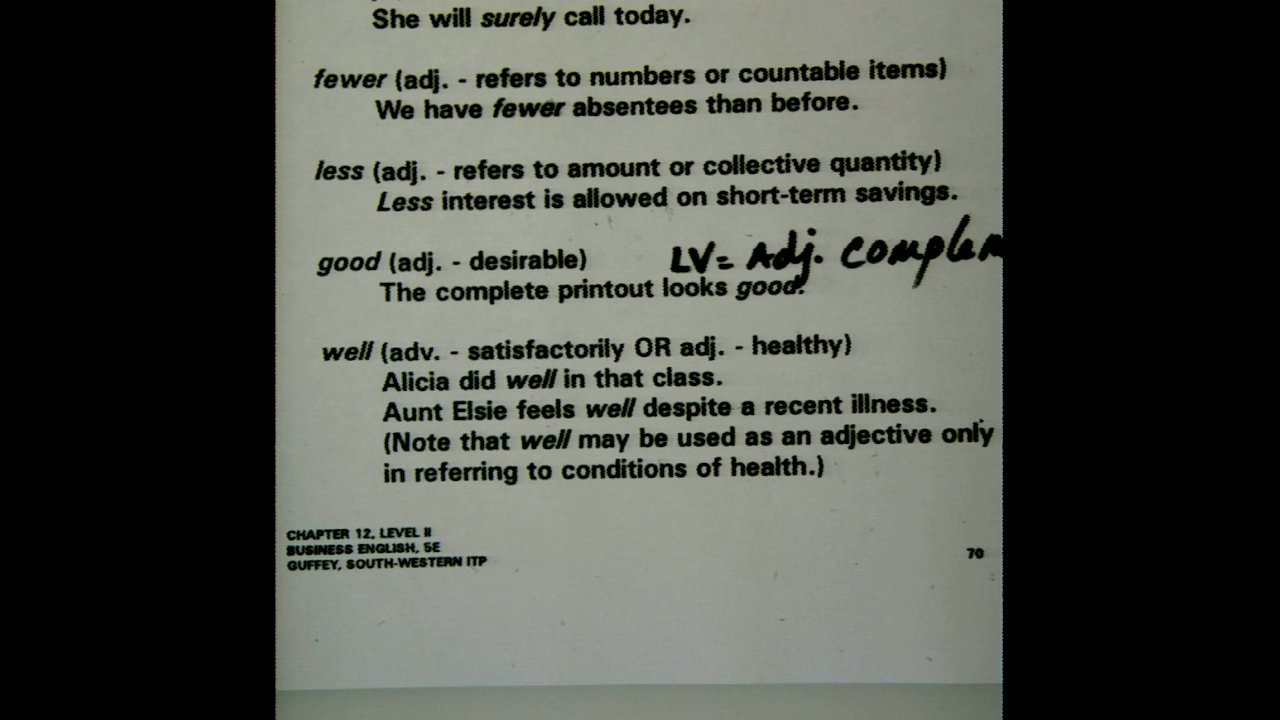 She will surely call today.
fewer (adj. - refers to numbers or countable items)
We have fewer absentees than before.
less (adj. - refers to amount or collective quantity)
Less interest is allowed on short-term savings.
good (adj. - desirable) LV= Adj. complem
The complete printout looks good.
well (adv. - satisfactorily OR adj. - healthy)
Alicia did well in that class.
Aunt Elsie feels well despite a recent illness.
(Note that well may be used as an adjective only
in referring to conditions of health.)
CHAPTER 12, LEVEL II
BUSINESS ENGLISH, 5E
GUFFEY, SOUTH-WESTERN ITP
70